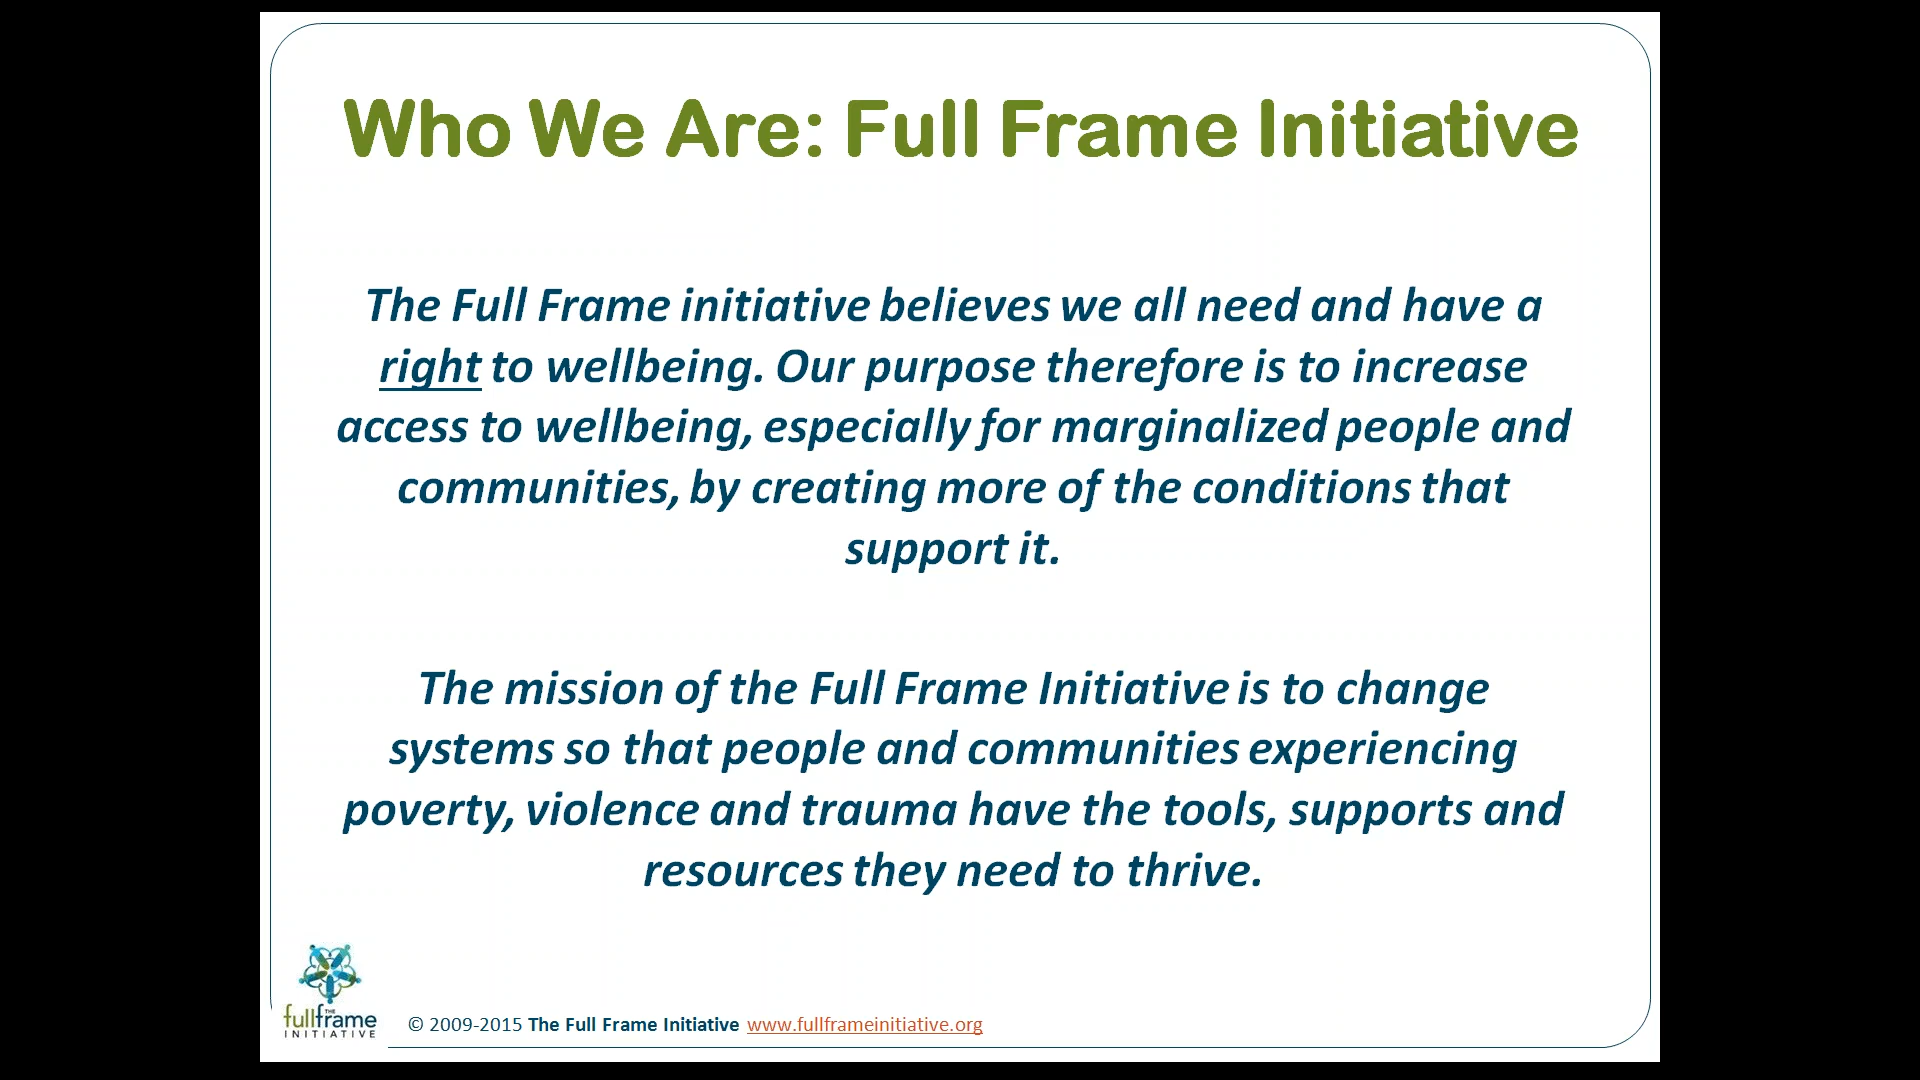 Who We Are: Full Frame Initiative
The Full Frame initiative believes we all need and have a
right to wellbeing. Our purpose therefore is to increase
access to wellbeing, especially for marginalized people and
communities, by creating more of the conditions that
support it.
The mission of the Full Frame Initiative is to change
systems so that people and communities experiencing
poverty, violence and trauma have the tools, supports and
resources they need to thrive.
THE
fullframe
INITIATIVE
© 2009-2015 The Full Frame Initiative www.fullframeinitiative.org